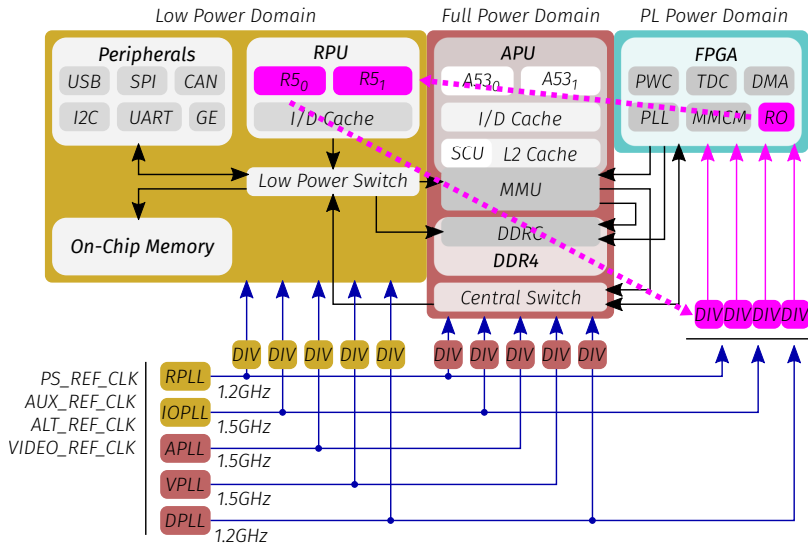 Low Power Domain
Full Power Domain
PL Power Domain
Peripherals
USB SPI CAN
I2C UART GE
RPU
R5₀ R5₁
I/D Cache
APU
A53₀ A53₁
I/D Cache
SCU L2 Cache
MMU
FPGA
PWC TDC DMA
PLL MMCM RO
Low Power Switch
On-Chip Memory
DDRC
DDR4
Central Switch
DIV DIV DIV DIV
DIV DIV DIV DIV DIV
DIV DIV DIV DIV DIV
PS_REF_CLK
AUX_REF_CLK
ALT_REF_CLK
VIDEO_REF_CLK
RPLL
1.2GHz
IOPLL
1.5GHz
APLL
1.5GHz
VPLL
1.5GHz
DPLL
1.2GHz